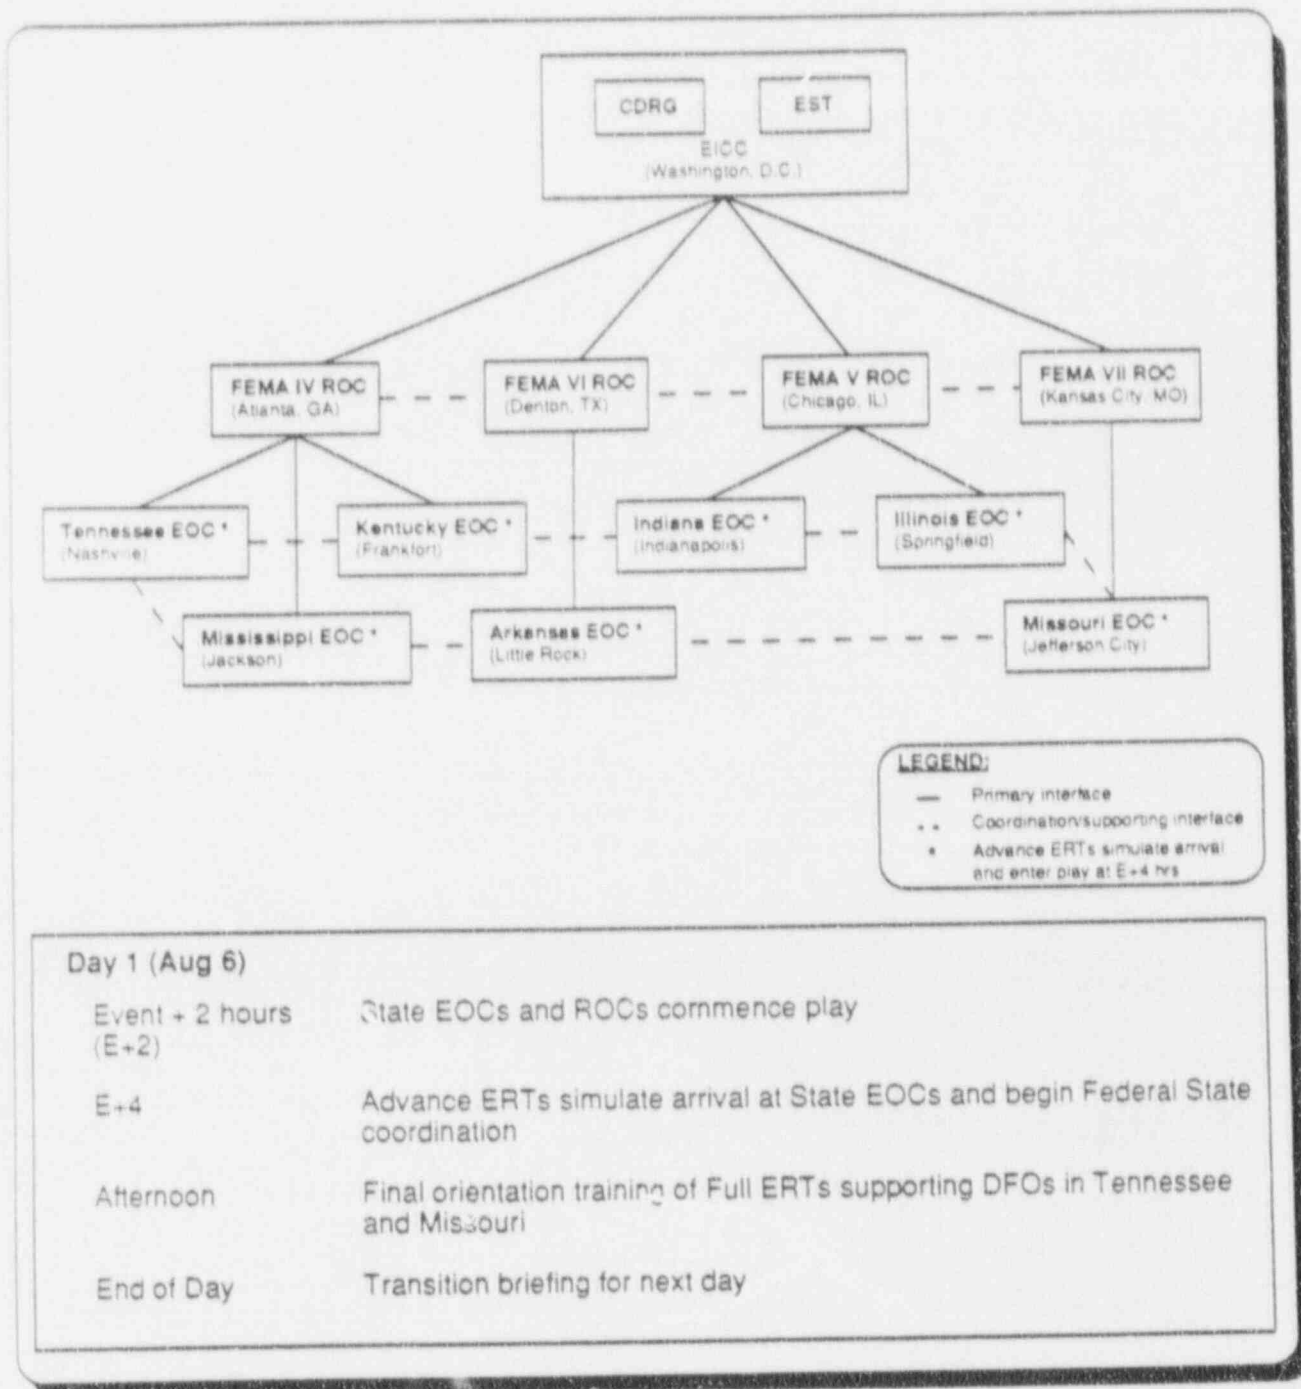 CDRG
EST
EICC
(Washington, D.C.)
FEMA IV ROC
(Atlanta, GA)
FEMA VI ROC
(Denton, TX)
FEMA V ROC
(Chicago, IL)
FEMA VII ROC
(Kansas City, MO)
Tennessee EOC *
(Nashville)
Kentucky EOC *
(Frankfort)
Indiana EOC *
(Indianapolis)
Illinois EOC *
(Springfield)
Mississippi EOC *
(Jackson)
Arkansas EOC *
(Little Rock)
Missouri EOC *
(Jefferson City)
LEGEND:
Primary interface
Coordination/supporting interface
* Advance ERTs simulate arrival
and enter play at E+4 hrs
Day 1 (Aug 6)
Event + 2 hours State EOCs and ROCs commence play
(E+2)
E+4 Advance ERTs simulate arrival at State EOCs and begin Federal State
coordination
Afternoon Final orientation training of Full ERTs supporting DFOs in Tennessee
and Missouri
End of Day Transition briefing for next day